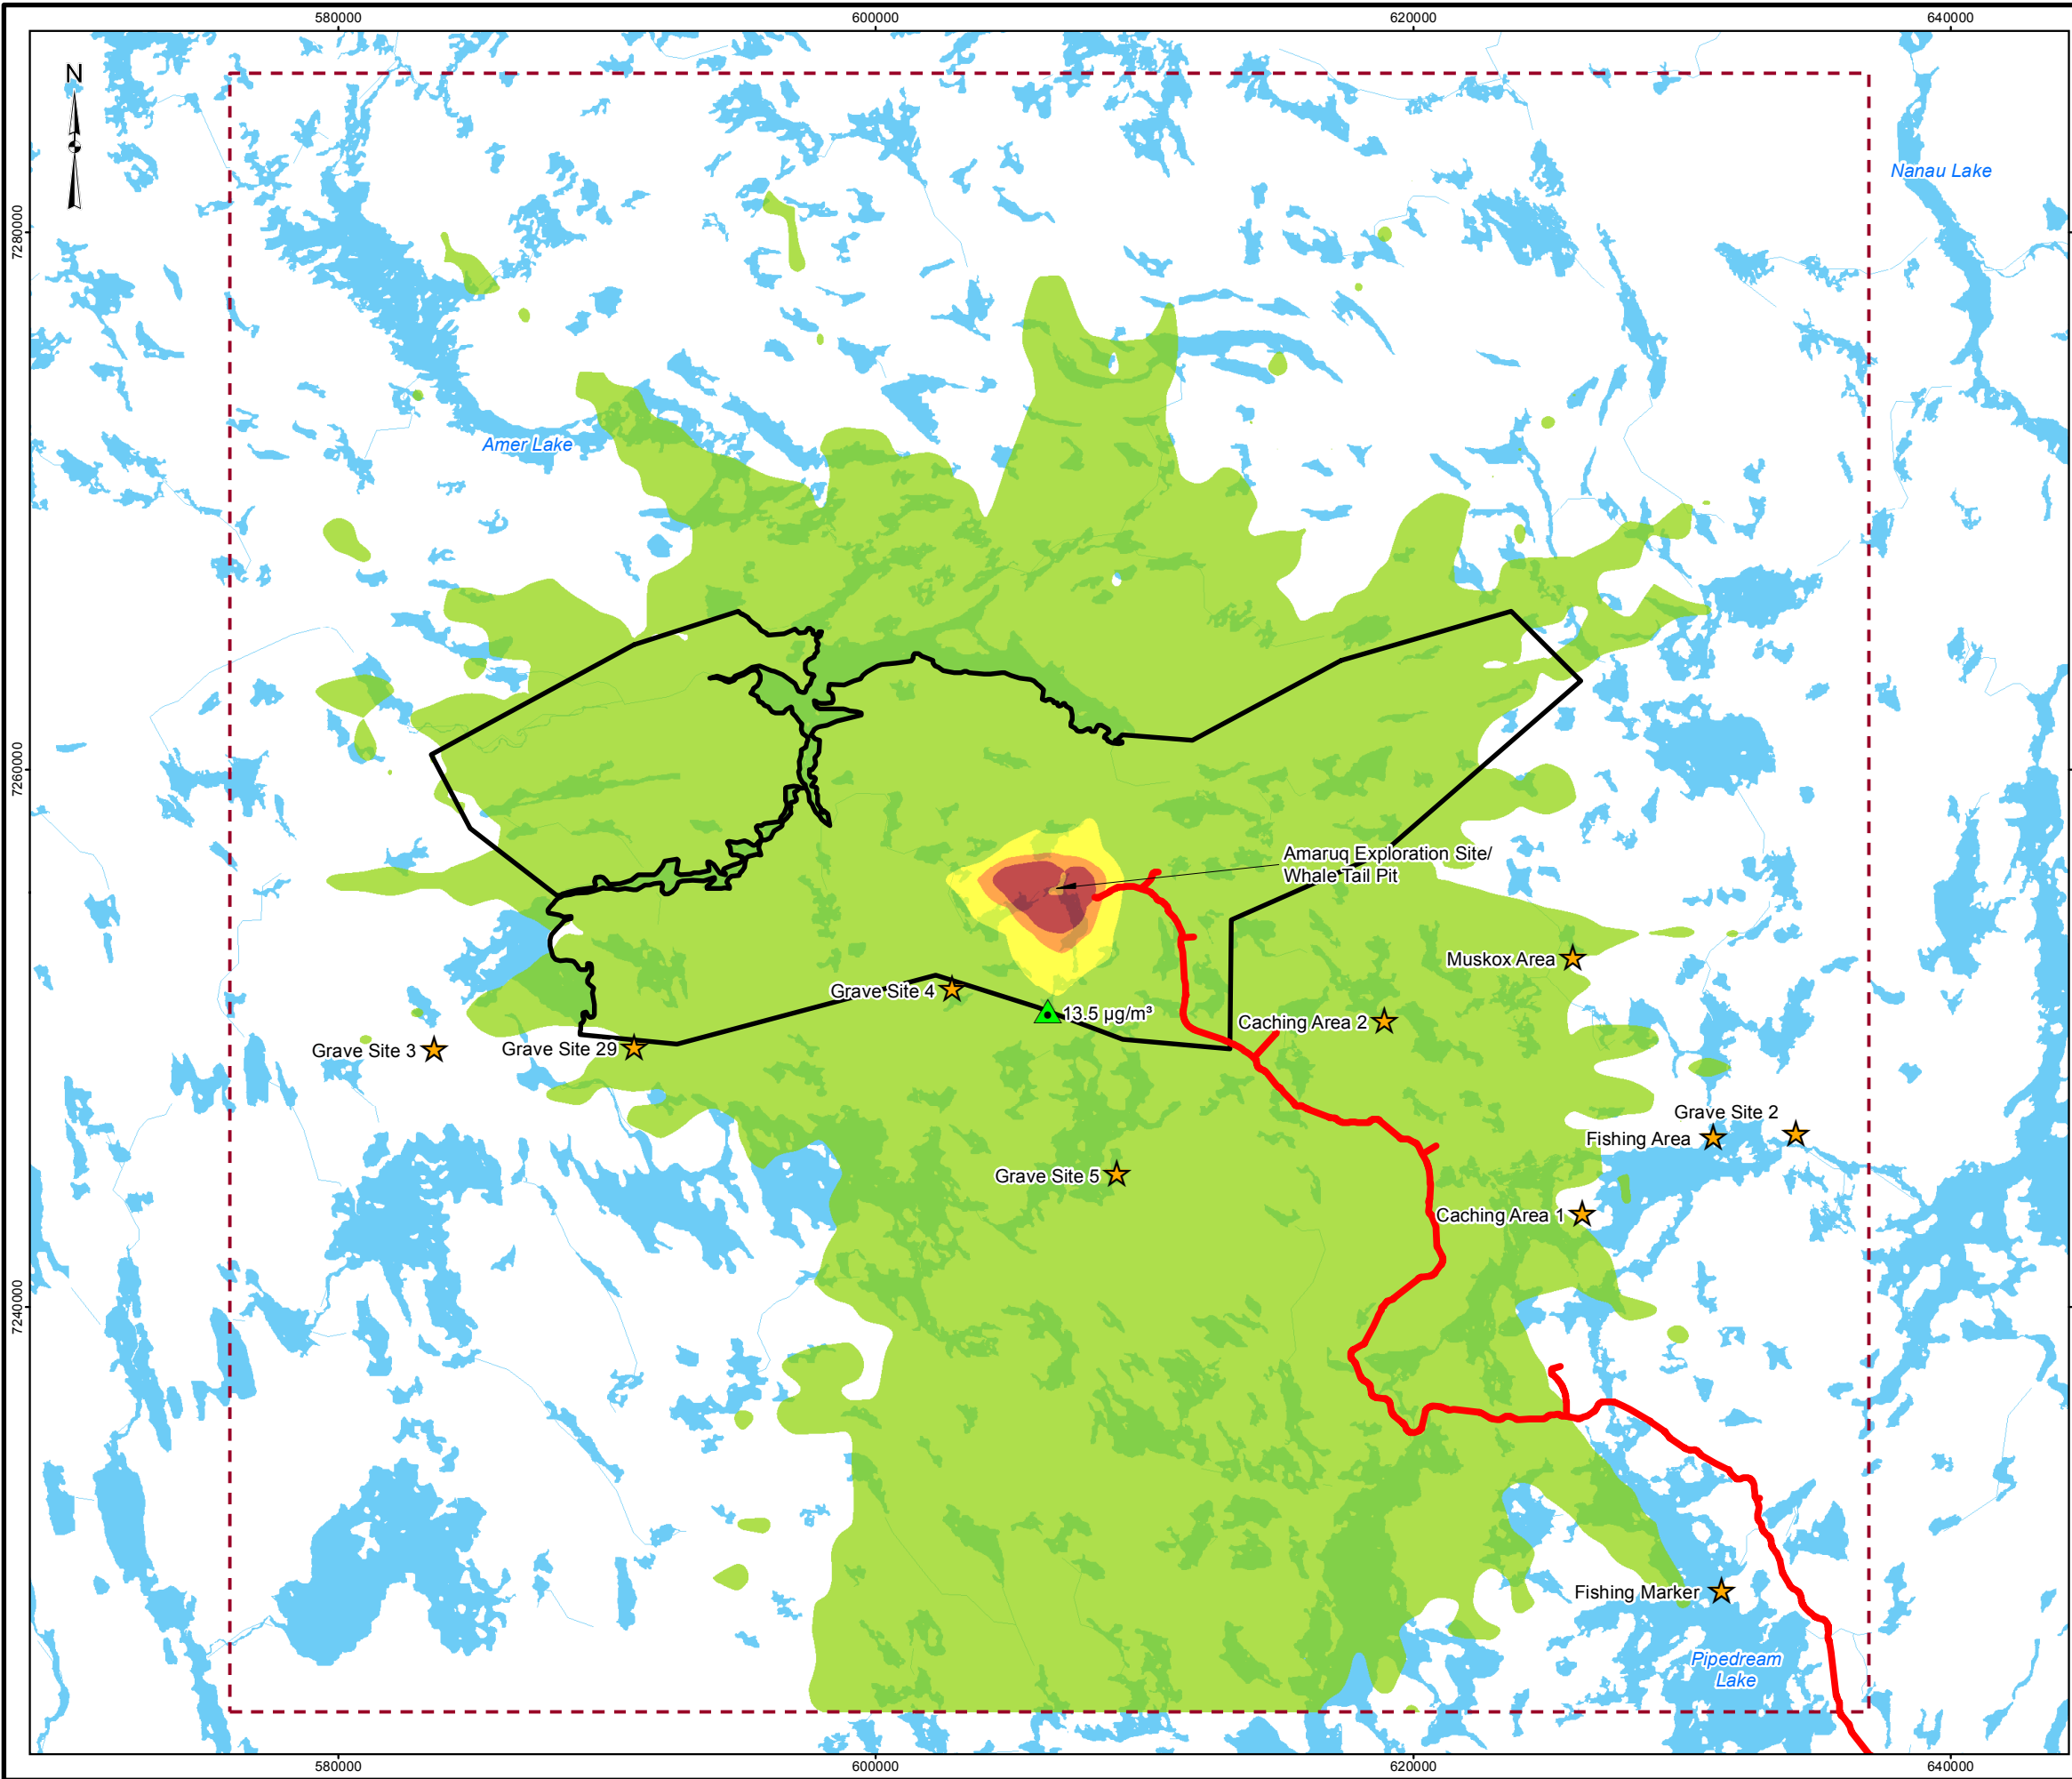 580000
600000
620000
640000
N
Nanau Lake
7280000
Amer Lake
7260000
Amaruq Exploration Site/
Whale Tail Pit
Muskox Area
Grave Site 4
13.5 µg/m³
Caching Area 2
Grave Site 3
Grave Site 29
Grave Site 2
Fishing Area
Grave Site 5
Caching Area 1
7240000
Fishing Marker
Pipedream
Lake
580000
600000
620000
640000